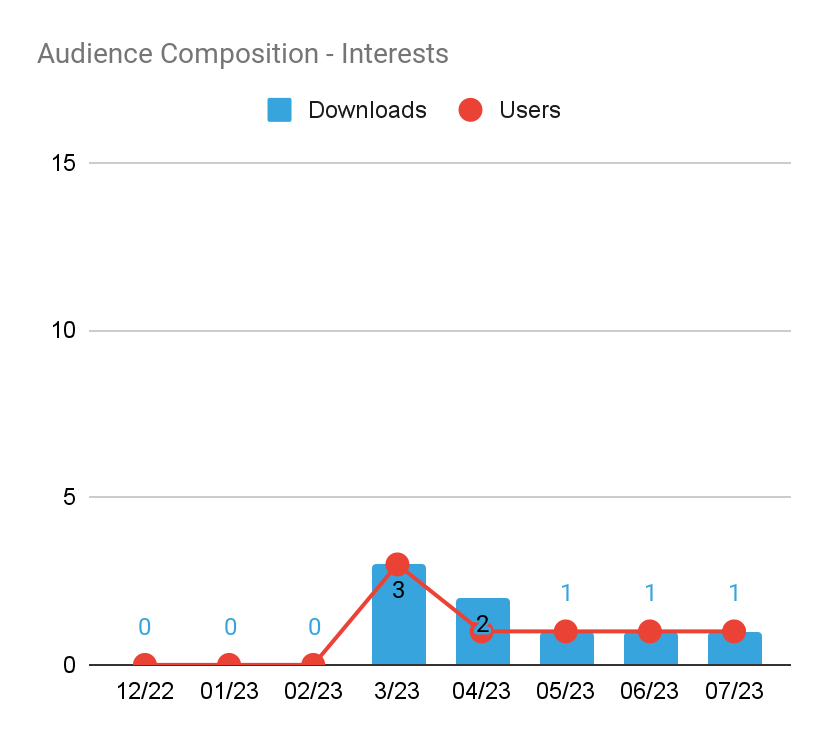 Audience Composition - Interests
Downloads Users
15
10
5
0 0 0 3 2 1 1 1
0
12/22 01/23 02/23 3/23 04/23 05/23 06/23 07/23